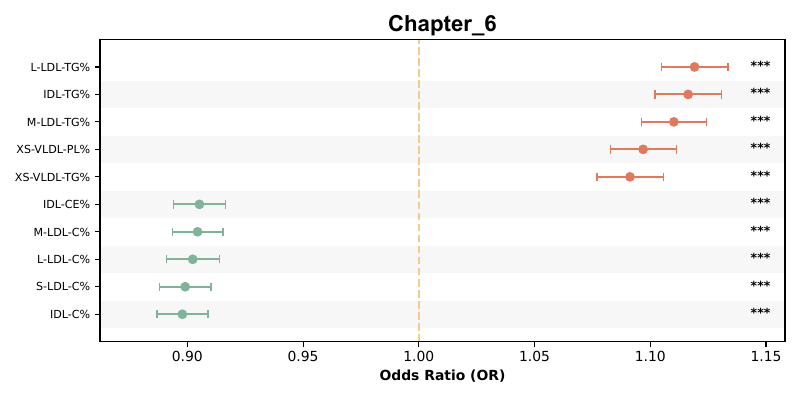 Chapter_6
L-LDL-TG% ***
IDL-TG% ***
M-LDL-TG% ***
XS-VLDL-PL% ***
XS-VLDL-TG% ***
IDL-CE% ***
M-LDL-C% ***
L-LDL-C% ***
S-LDL-C% ***
IDL-C% ***
0.90 0.95 1.00 1.05 1.10 1.15
Odds Ratio (OR)